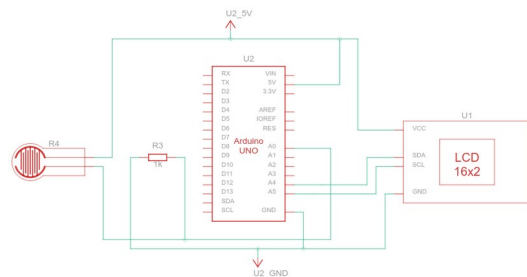 U2_5V
U2
RX
TX
D2
D3
D4
D5
D6
D7
D8
D9
D10
D11
D12
D13
SDA
SCL
VIN
5V
3.3V
AREF
IOREF
RES
A0
A1
A2
A3
A4
A5
GND
Arduino
UNO
R4
R3
1K
U1
VCC
SDA
SCL
GND
LCD
16x2
U2_GND